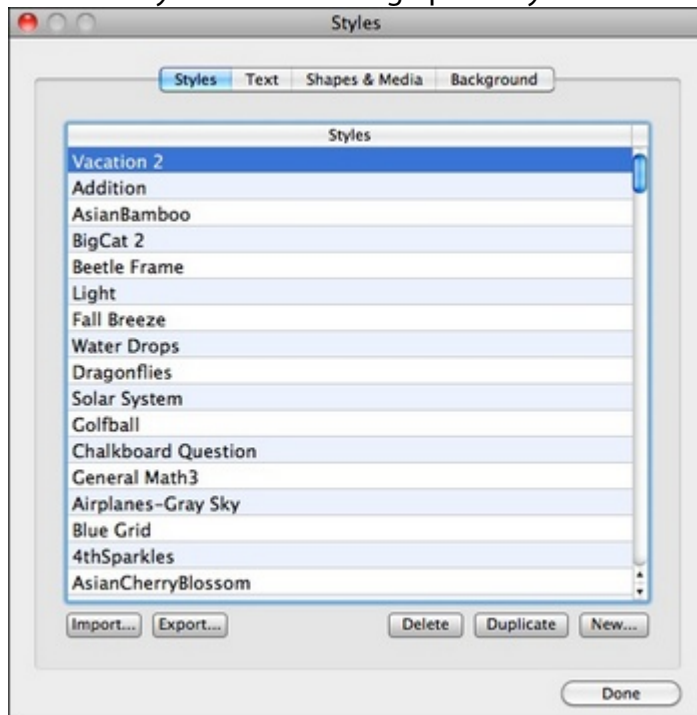 Styles
Styles Text Shapes & Media Background
Styles
Vacation 2
Addition
AsianBamboo
BigCat 2
Beetle Frame
Light
Fall Breeze
Water Drops
Dragonflies
Solar System
Golfball
Chalkboard Question
General Math3
Airplanes-Gray Sky
Blue Grid
4thSparkles
AsianCherryBlossom
Import... Export... Delete Duplicate New...
Done